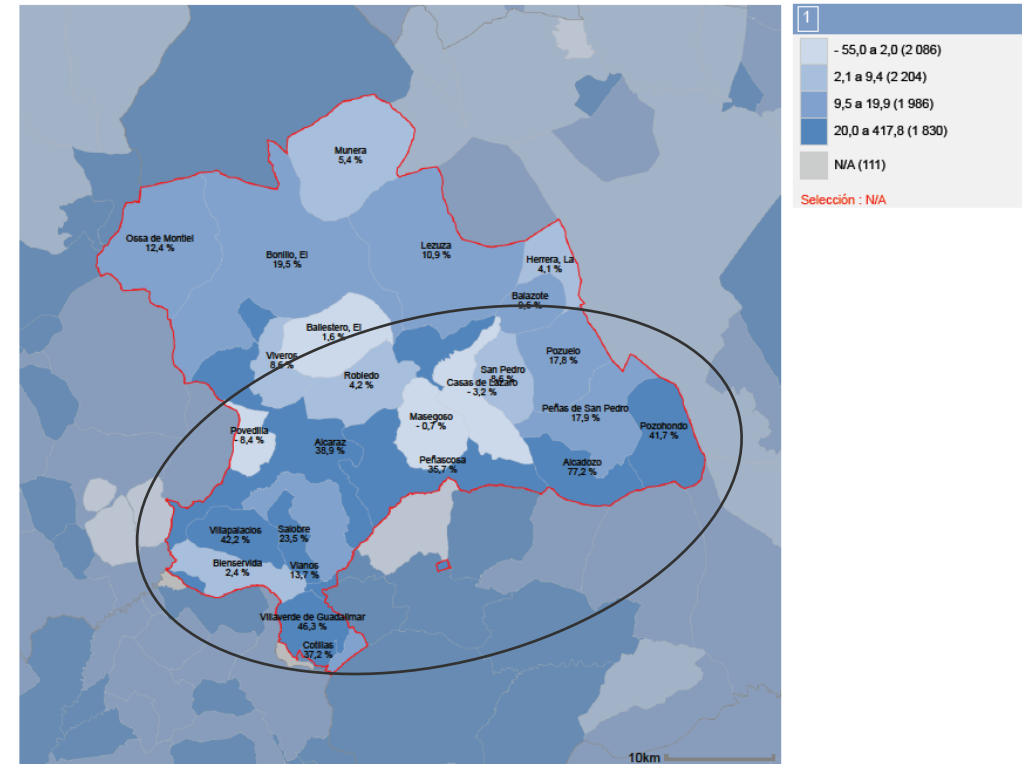 1
- 55,0 a 2,0 (2 086)
2,1 a 9,4 (2 204)
9,5 a 19,9 (1 986)
20,0 a 417,8 (1 830)
N/A (111)
Selección : N/A
Munera
5,4 %
Ossa de Montiel
12,4 %
Bonillo, El
19,5 %
Lezuza
10,9 %
Herrera, La
4,1 %
Balazote
Ballestero, El
1,6 %
Viveros
Robledo
4,2 %
San Pedro
Casas de Lázaro
- 3,2 %
Pozuelo
17,8 %
Peñas de San Pedro
17,9 %
Masegoso
- 0,7 %
Pozohondo
41,7 %
Povedilla
- 8,4 %
Alcaraz
38,9 %
Peñascosa
35,7 %
Alcadozo
77,2 %
Villapalacios
42,2 %
Salobre
23,5 %
Bienservida
2,4 %
Vianos
13,7 %
Villaverde de Guadalimar
46,3 %
Cotillas
37,2 %
10km